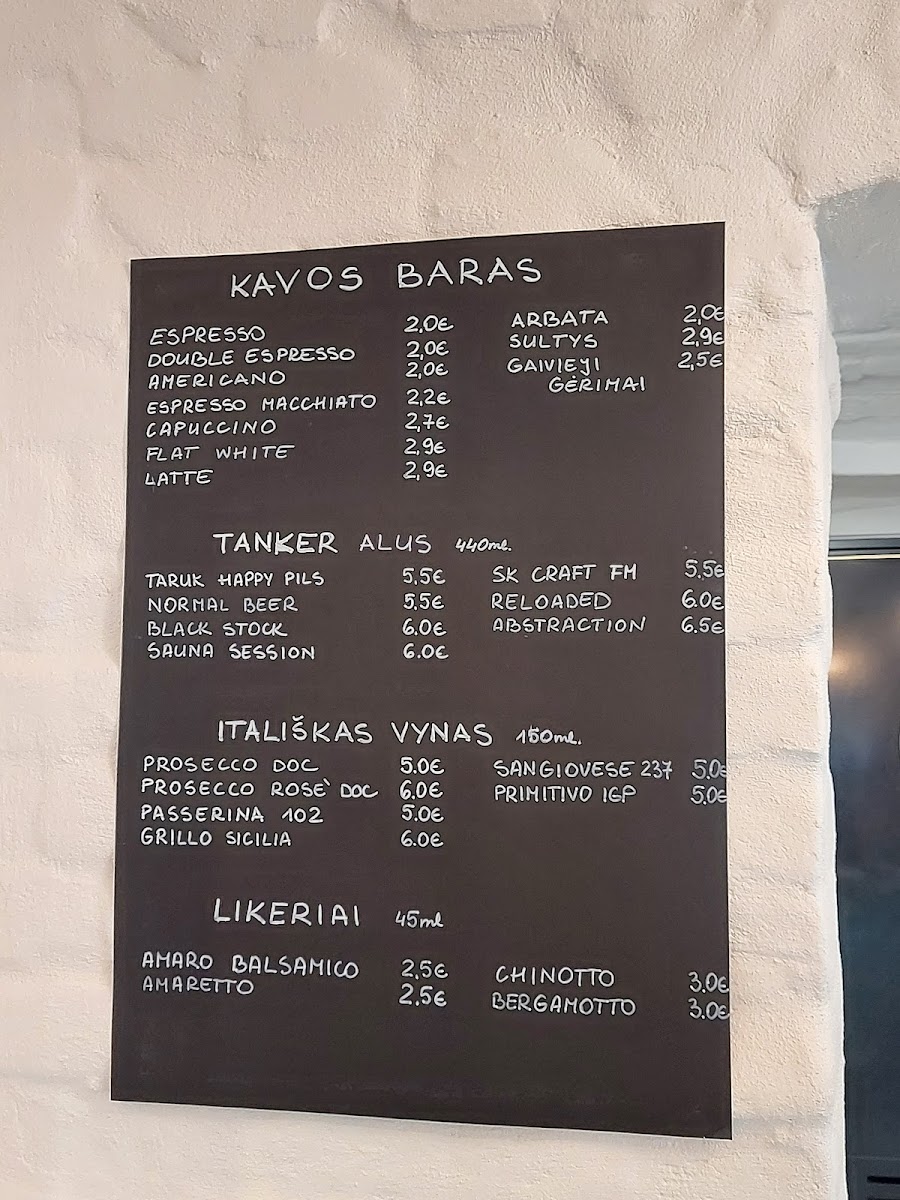 KAVOS BARAS
ESPRESSO 2,0€
DOUBLE ESPRESSO 2,0€
AMERICANO 2,0€
ESPRESSO MACCHIATO 2,2€
CAPUCCINO 2,7€
FLAT WHITE 2,9€
LATTE 2,9€
ARBATA 2,0€
SULTYS 2,9€
GAIVIEJI 2,5€
GĖRIMAI
TANKER ALUS 440ml.
TARUK HAPPY PILS 5,5€
NORMAL BEER 5.5€
BLACK STOCK 6.0€
SAUNA SESSION 6.0€
SK CRAFT FM 5.5€
RELOADED 6.0€
ABSTRACTION 6.5€
ITALIŠKAS VYNAS 150ml.
PROSECCO DOC 5.0€
PROSECCO ROSE` DOC 6.0€
PASSERINA 102 5.0€
GRILLO SICILIA 6.0€
SANGIOVESE 237 5.0€
PRIMITIVO IGP 5.0€
LIKERIAI 45ml
AMARO BALSAMICO 2.5€
AMARETTO 2.5€
CHINOTTO 3.0€
BERGAMOTTO 3.0€